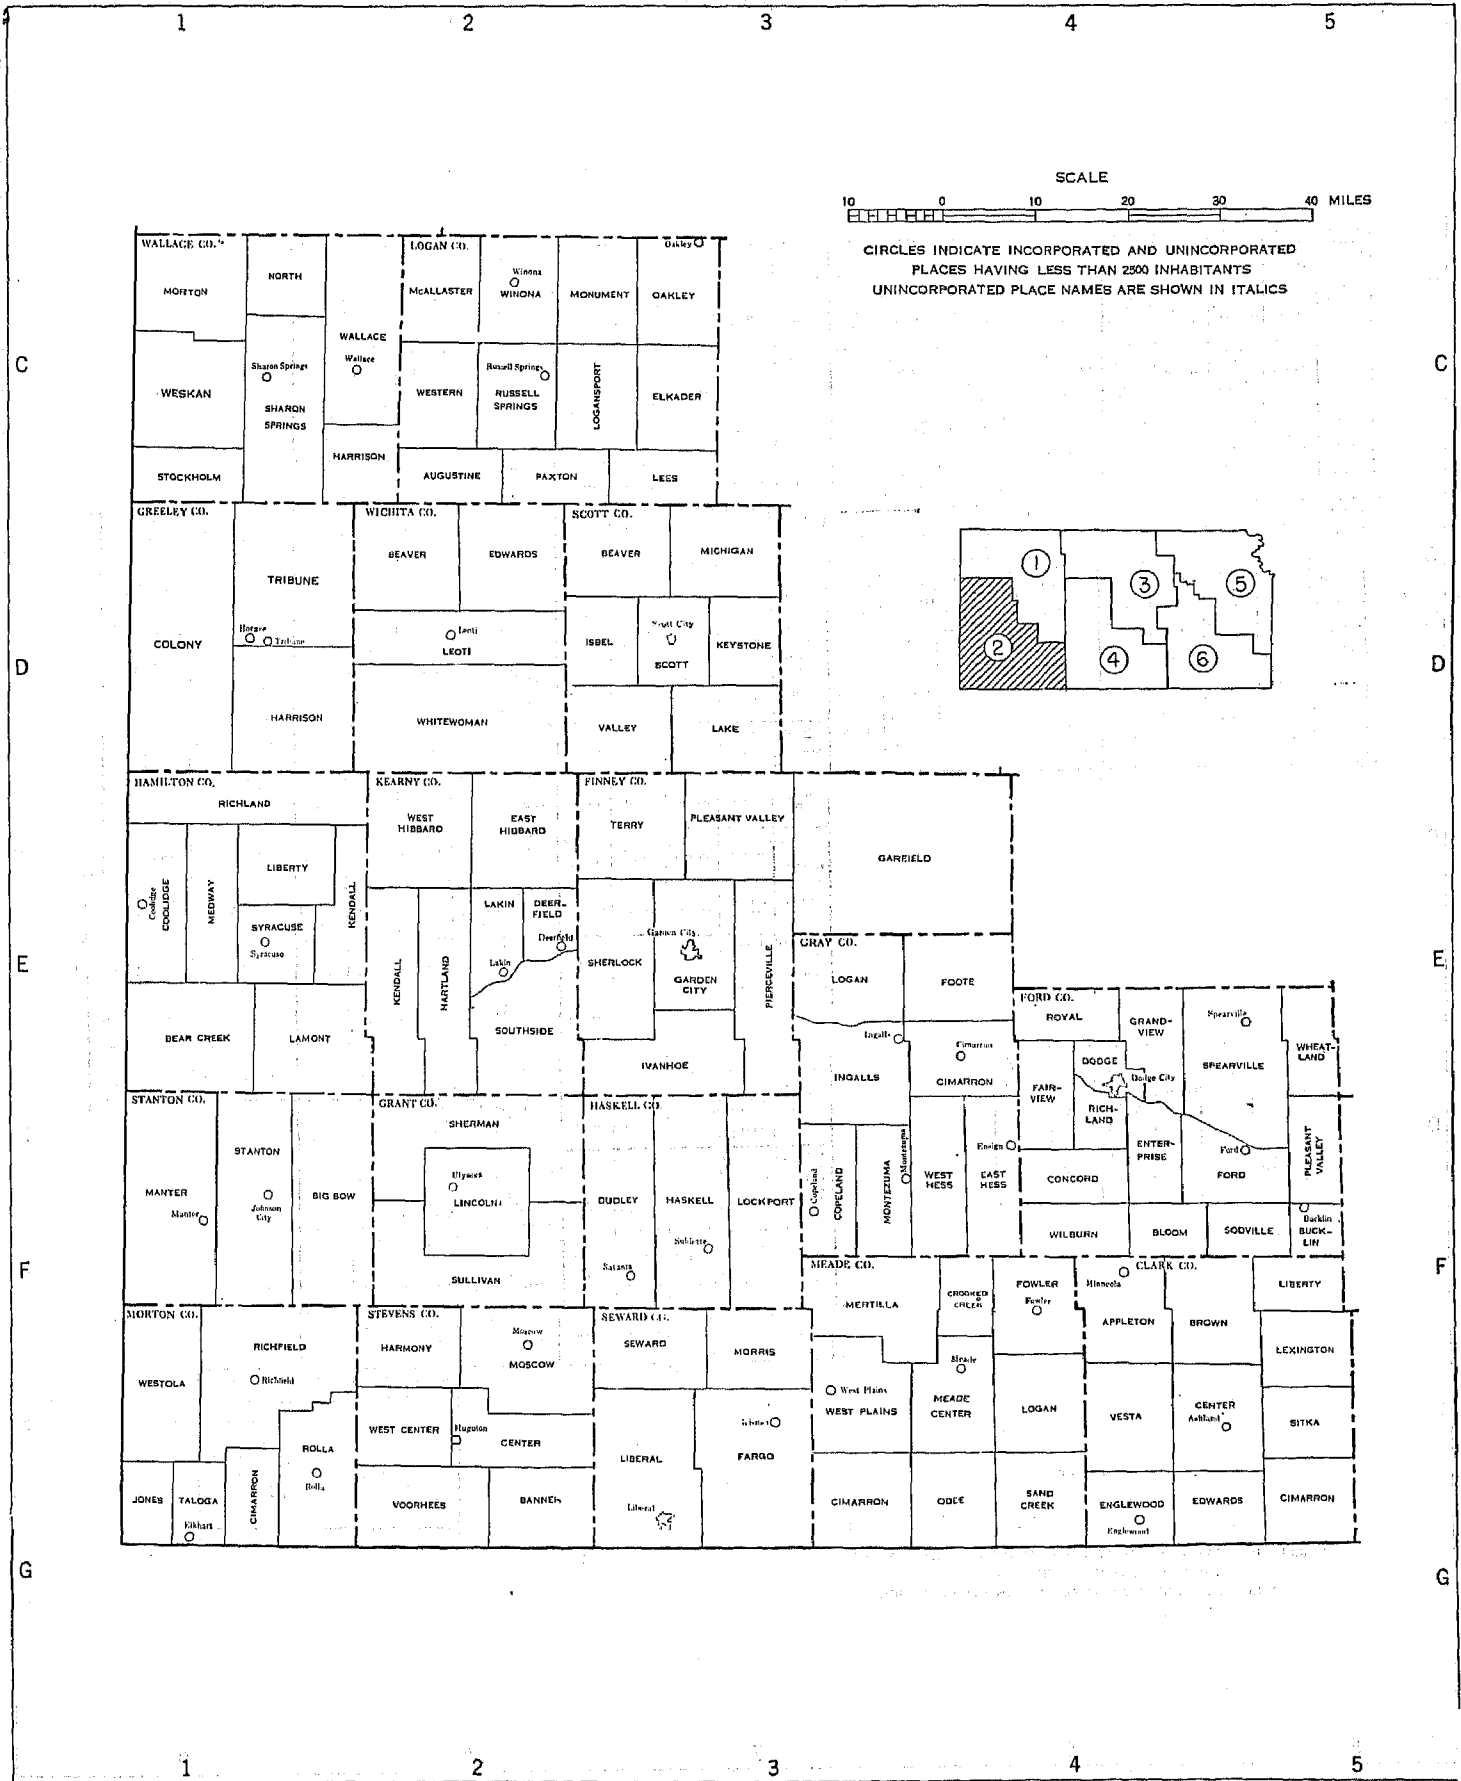 1 2 3 4 5
SCALE
10 0 10 20 30 40 MILES
CIRCLES INDICATE INCORPORATED AND UNINCORPORATED
PLACES HAVING LESS THAN 2500 INHABITANTS
UNINCORPORATED PLACE NAMES ARE SHOWN IN ITALICS
WALLACE CO.
MORTON
NORTH
WALLACE
Wallace
WESKAN
Sharon Springs
SHARON
SPRINGS
HARRISON
STOCKHOLM
LOGAN CO.
McALLASTER
Winona
WINONA
MONUMENT
Oakley
OAKLEY
WESTERN
Russell Springs
RUSSELL
SPRINGS
LOGANSPORT
ELKADER
AUGUSTINE
PAXTON
LEES
C
C
GREELEY CO.
COLONY
TRIBUNE
Horace
Tribune
HARRISON
WICHITA CO.
BEAVER
EDWARDS
Leoti
LEOTI
WHITEWOMAN
SCOTT CO.
BEAVER
MICHIGAN
ISBEL
Scott City
SCOTT
KEYSTONE
VALLEY
LAKE
1
2
3
4
5
6
D
D
HAMILTON CO.
RICHLAND
Coolidge
COOLIDGE
MEDWAY
LIBERTY
KENDALL
SYRACUSE
Syracuse
BEAR CREEK
LAMONT
KEARNY CO.
WEST
HIBBARD
EAST
HIBBARD
KENDALL
HARTLAND
LAKIN
Lakin
DEER-
FIELD
Deerfield
SOUTHSIDE
FINNEY CO.
TERRY
PLEASANT VALLEY
GARFIELD
SHERLOCK
Garden City
GARDEN
CITY
PIERCEVILLE
IVANHOE
E
E
GRAY CO.
LOGAN
FOOTE
Ingalls
INGALLS
Cimarron
CIMARRON
Copeland
COPELAND
MONTEZUMA
Montezuma
WEST
HESS
Ensign
EAST
HESS
FORD CO.
ROYAL
GRAND-
VIEW
Spearville
SPEARVILLE
WHEAT-
LAND
FAIR-
VIEW
DODGE
Dodge City
RICH-
LAND
ENTER-
PRISE
Ford
FORD
PLEASANT
VALLEY
CONCORD
WILBURN
BLOOM
SODVILLE
Bucklin
BUCK-
LIN
STANTON CO.
MANTER
Manter
STANTON
Johnson
City
BIG BOW
GRANT CO.
SHERMAN
Ulysses
LINCOLN
SULLIVAN
HASKELL CO.
DUDLEY
Satanta
HASKELL
Sublette
LOCKPORT
F
F
MORTON CO.
WESTOLA
RICHFIELD
Richfield
JONES
TALOGA
Elkhart
CIMARRON
ROLLA
Rolla
STEVENS CO.
HARMONY
Moscow
MOSCOW
WEST CENTER
Hugoton
CENTER
VOORHEES
BANNER
SEWARD CO.
SEWARD
MORRIS
LIBERAL
Liberal
FARGO
MEADE CO.
MERTILLA
CROOKED
CREEK
FOWLER
Fowler
West Plains
WEST PLAINS
Meade
MEADE
CENTER
LOGAN
CIMARRON
ODEE
SAND
CREEK
CLARK CO.
Minneola
APPLETON
BROWN
LIBERTY
LEXINGTON
VESTA
CENTER
Ashland
SITKA
ENGLEWOOD
Englewood
EDWARDS
CIMARRON
G
G
1 2 3 4 5